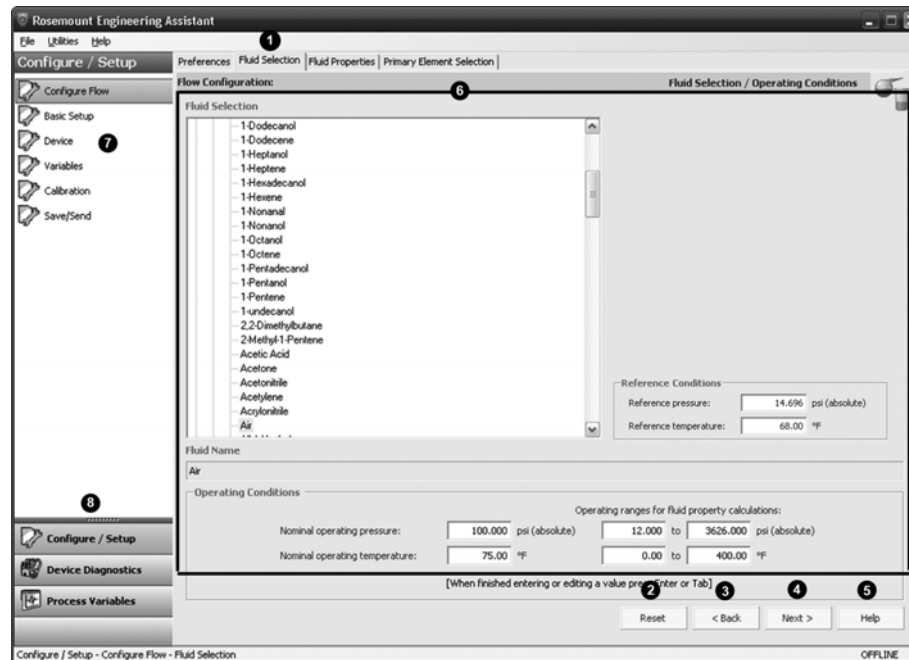 Rosemount Engineering Assistant
File Utilities Help
1
Configure / Setup
Preferences Fluid Selection Fluid Properties Primary Element Selection
Flow Configuration:
6
Fluid Selection / Operating Conditions
Configure Flow
Basic Setup
Device
7
Variables
Calibration
Save/Send
Fluid Selection
1-Dodecanol
1-Dodecene
1-Heptanol
1-Heptene
1-Hexadecanol
1-Hexene
1-Nonanal
1-Nonanol
1-Octanol
1-Octene
1-Pentadecanol
1-Pentanol
1-Pentene
1-undecanol
2,2-Dimethylbutane
2-Methyl-1-Pentene
Acetic Acid
Acetone
Acetonitrile
Acetylene
Acrylonitrile
Air
Reference Conditions
Reference pressure: 14.696 psi (absolute)
Reference temperature: 68.00 °F
Fluid Name
Air
Operating Conditions
Operating ranges for fluid property calculations:
Nominal operating pressure: 100.000 psi (absolute) 12.000 to 3626.000 psi (absolute)
Nominal operating temperature: 75.00 °F 0.00 to 400.00 °F
[When finished entering or editing a value press Enter or Tab]
8
Configure / Setup
Device Diagnostics
Process Variables
2 3 4 5
Reset < Back Next > Help
Configure / Setup - Configure Flow - Fluid Selection
OFFLINE